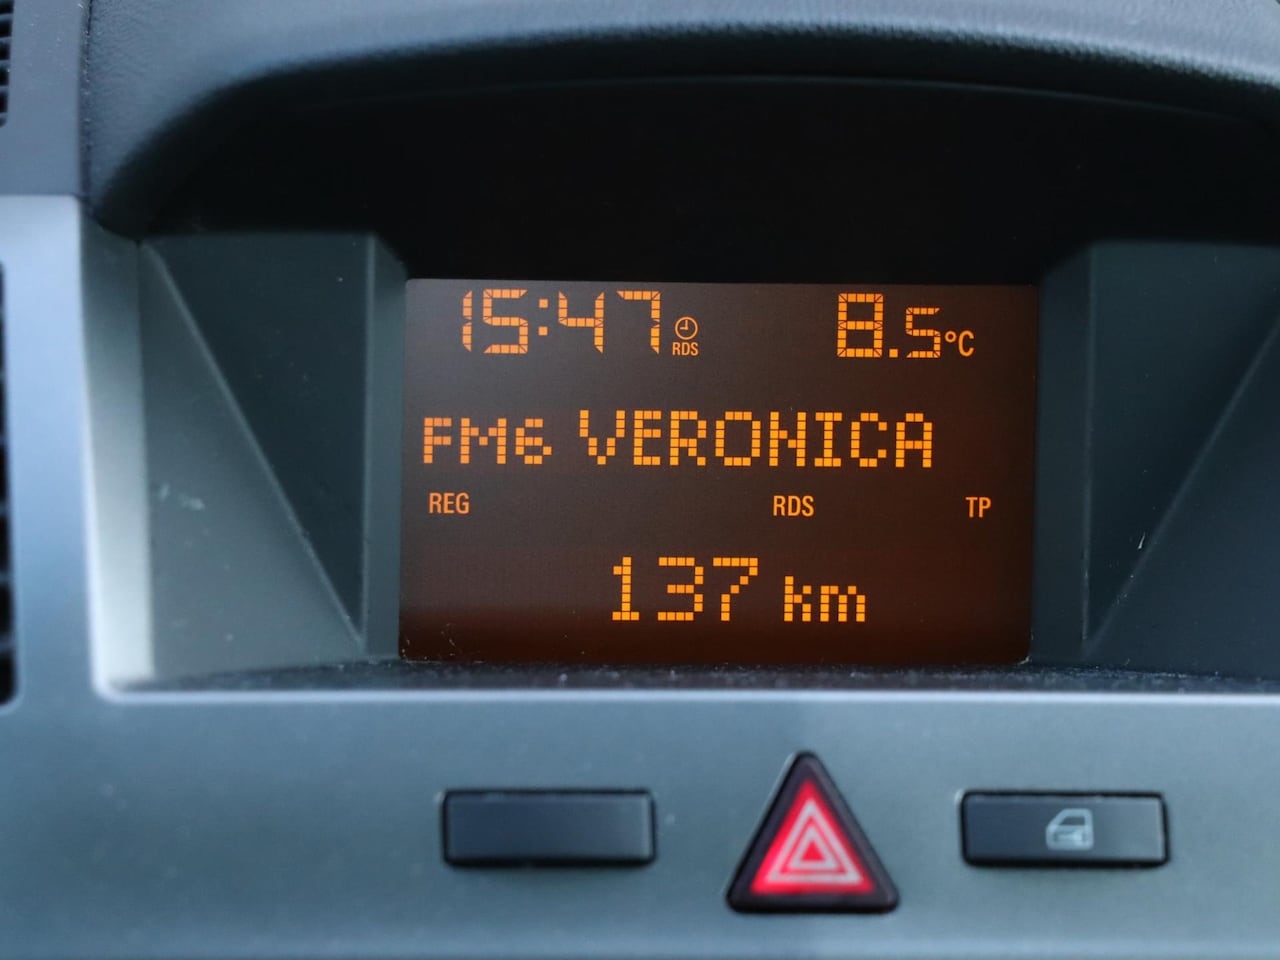 15:47 RDS 8.5°C
FM6 VERONICA
REG RDS TP
137 km